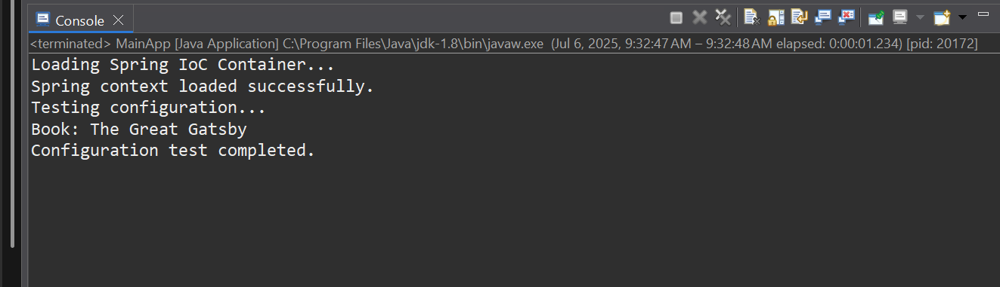 Console
<terminated> MainApp [Java Application] C:\Program Files\Java\jdk-1.8\bin\javaw.exe (Jul 6, 2025, 9:32:47 AM – 9:32:48 AM elapsed: 0:00:01.234) [pid: 20172]
Loading Spring IoC Container...
Spring context loaded successfully.
Testing configuration...
Book: The Great Gatsby
Configuration test completed.